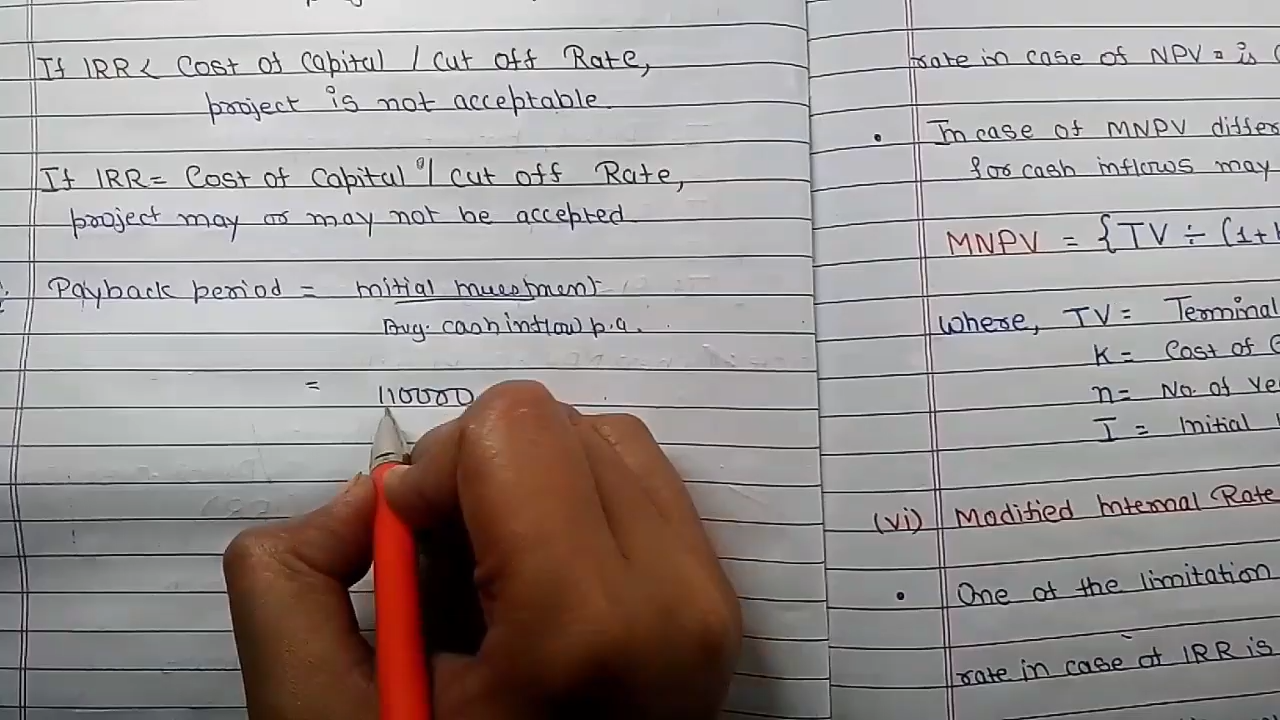 If IRR < Cost of Capital / Cut off Rate,
project is not acceptable.
If IRR = Cost of Capital / cut off Rate,
project may or may not be accepted
Payback period = Initial Investment
Avg. cash inflow p.a.
= 110000
rate in case of NPV = is
In case of MNPV differ
for cash inflows may
MNPV = {TV ÷ (1+k
where, TV = Terminal
K = Cost of C
n = No. of Ye
I = Initial
(vi) Modified Internal Rate
• One of the limitation
rate in case of IRR is